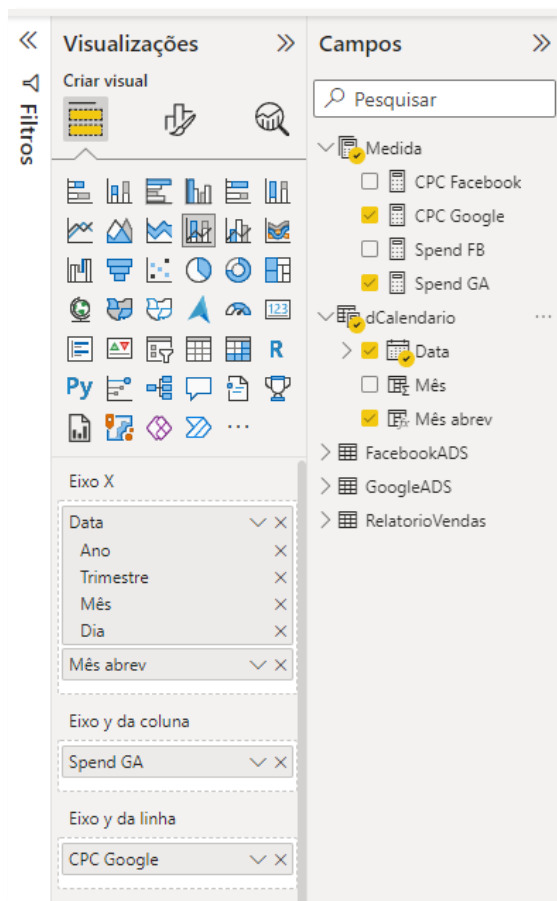 Visualizações
Criar visual
Filtros
123
R
Py
Eixo X
Data
Ano
Trimestre
Mês
Dia
Mês abrev
Eixo y da coluna
Spend GA
Eixo y da linha
CPC Google
Campos
Pesquisar
Medida
CPC Facebook
CPC Google
Spend FB
Spend GA
dCalendario
Data
Mês
Mês abrev
FacebookADS
GoogleADS
RelatorioVendas